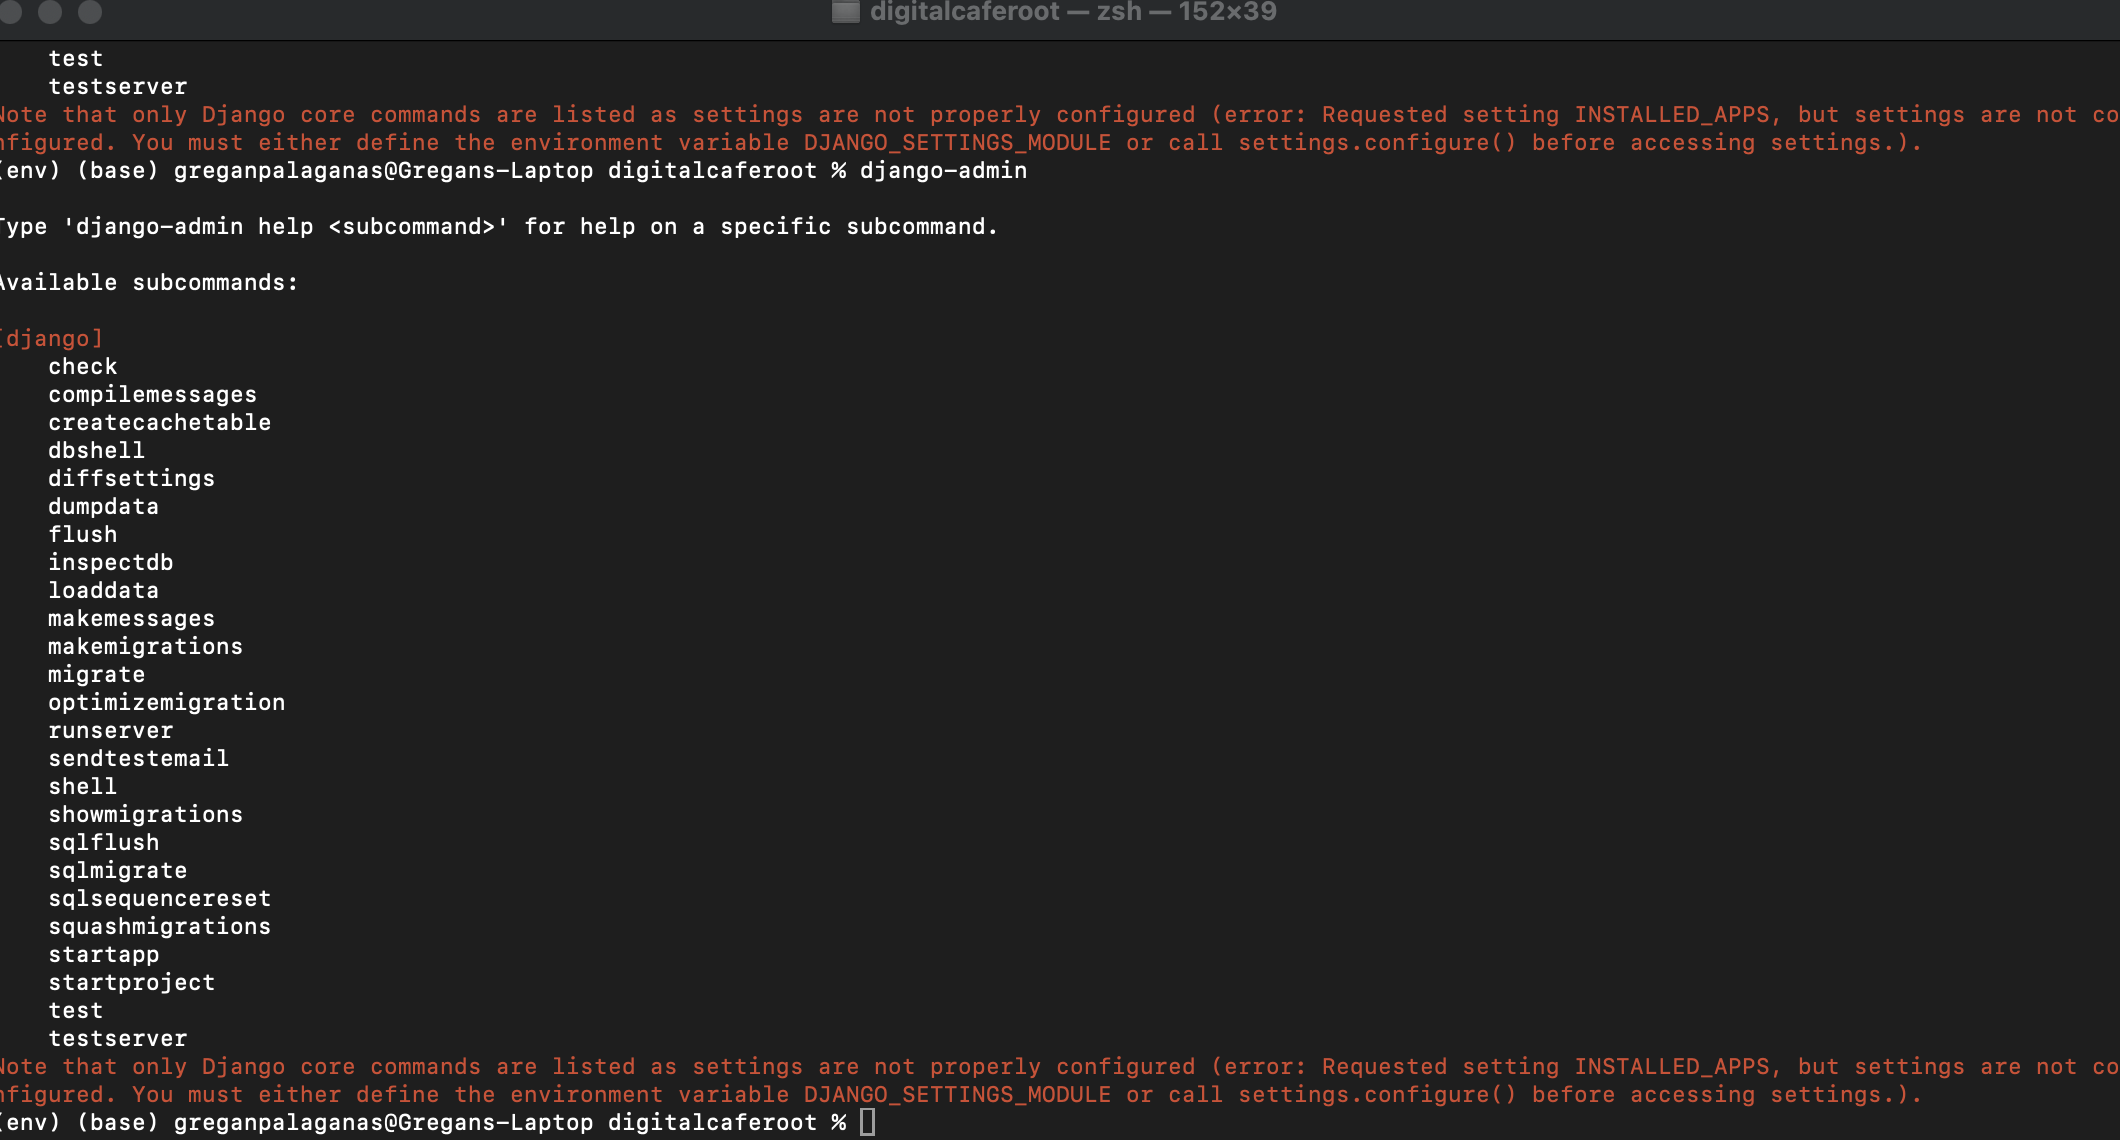 digitalcaferoot — zsh — 152×39
test
testserver
Note that only Django core commands are listed as settings are not properly configured (error: Requested setting INSTALLED_APPS, but settings are not co
nfigured. You must either define the environment variable DJANGO_SETTINGS_MODULE or call settings.configure() before accessing settings.).
(env) (base) greganpalaganas@Gregans-Laptop digitalcaferoot % django-admin
Type 'django-admin help <subcommand>' for help on a specific subcommand.
Available subcommands:
[django]
check
compilemessages
createcachetable
dbshell
diffsettings
dumpdata
flush
inspectdb
loaddata
makemessages
makemigrations
migrate
optimizemigration
runserver
sendtestemail
shell
showmigrations
sqlflush
sqlmigrate
sqlsequencereset
squashmigrations
startapp
startproject
test
testserver
Note that only Django core commands are listed as settings are not properly configured (error: Requested setting INSTALLED_APPS, but settings are not co
nfigured. You must either define the environment variable DJANGO_SETTINGS_MODULE or call settings.configure() before accessing settings.).
(env) (base) greganpalaganas@Gregans-Laptop digitalcaferoot %